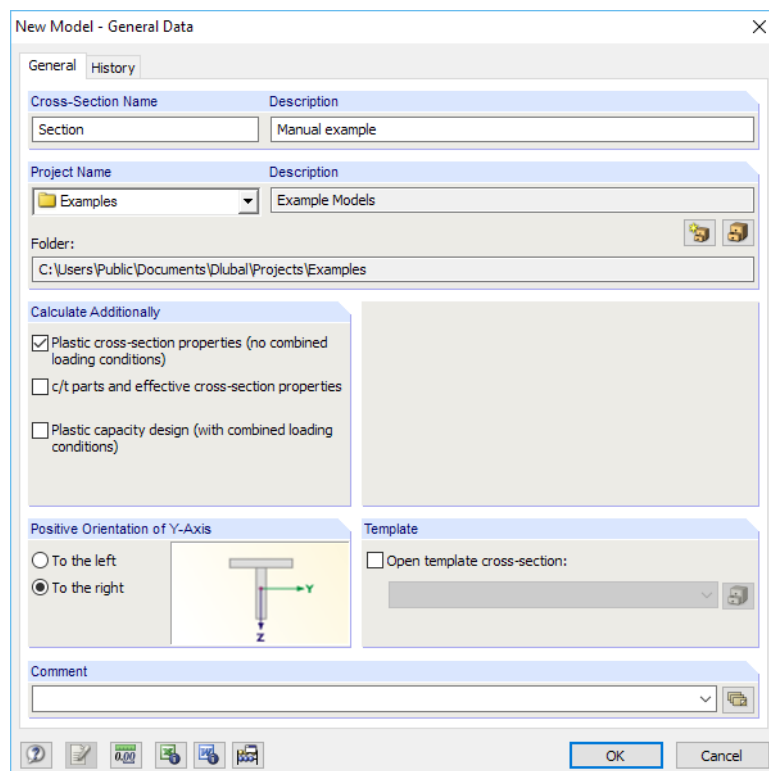 New Model - General Data
General History
Cross-Section Name Description
Section Manual example
Project Name Description
Examples Example Models
Folder:
C:\Users\Public\Documents\Dlubal\Projects\Examples
Calculate Additionally
Plastic cross-section properties (no combined
loading conditions)
c/t parts and effective cross-section properties
Plastic capacity design (with combined loading
conditions)
Positive Orientation of Y-Axis Template
To the left Open template cross-section:
To the right
Y
Z
Comment
0.00 OK Cancel